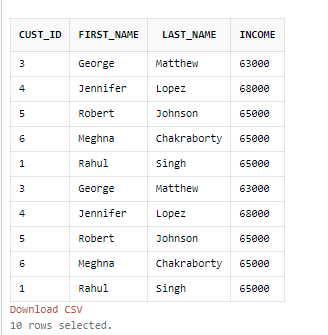 CUST_ID FIRST_NAME LAST_NAME INCOME
3 George Matthew 63000
4 Jennifer Lopez 68000
5 Robert Johnson 65000
6 Meghna Chakraborty 65000
1 Rahul Singh 65000
3 George Matthew 63000
4 Jennifer Lopez 68000
5 Robert Johnson 65000
6 Meghna Chakraborty 65000
1 Rahul Singh 65000
Download CSV
10 rows selected.